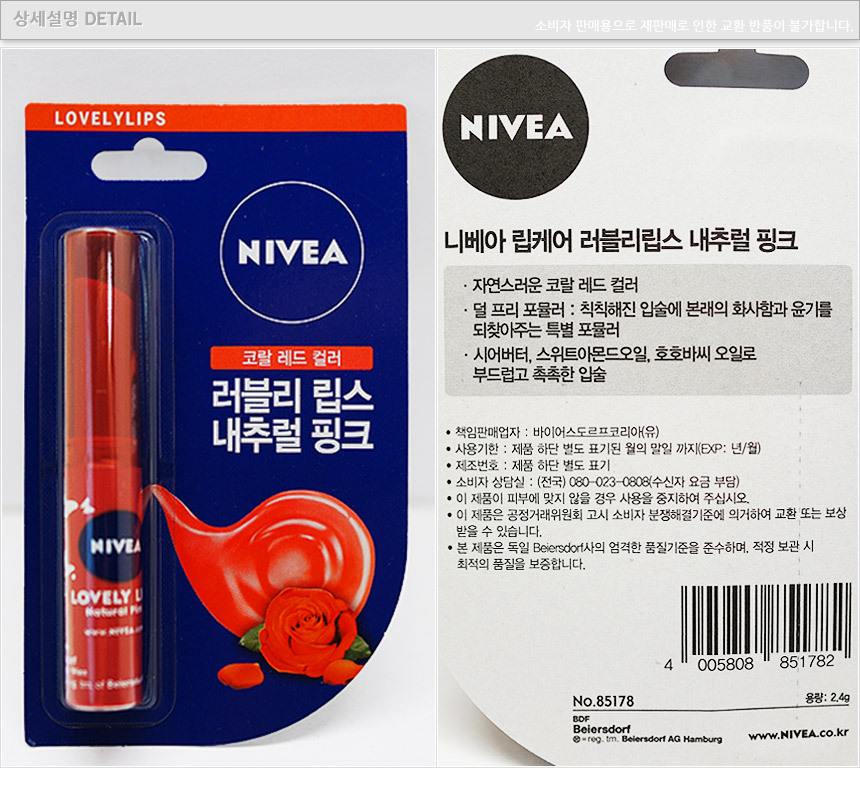 상세설명 DETAIL
소비자 판매용으로 재판매로 인한 교환 반품이 불가합니다.
LOVELYLIPS
NIVEA
코랄 레드 컬러
러블리 립스
내추럴 핑크
NIVEA
LOVELY
Natural
www.NIVEA
of Beiersdorf
NIVEA
니베아 립케어 러블리립스 내추럴 핑크
· 자연스러운 코랄 레드 컬러
· 덜 프리 포뮬러 : 칙칙해진 입술에 본래의 화사함과 윤기를
되찾아주는 특별 포뮬러
· 시어버터, 스위트아몬드오일, 호호바씨 오일로
부드럽고 촉촉한 입술
• 책임판매업자 : 바이어스도르프코리아(유)
• 사용기한 : 제품 하단 별도 표기된 월의 말일 까지(EXP: 년/월)
• 제조번호 : 제품 하단 별도 표기
• 소비자 상담실 : (전국) 080-023-0808(수신자 요금 부담)
• 이 제품이 피부에 맞지 않을 경우 사용을 중지하여 주십시오.
• 이 제품은 공정거래위원회 고시 소비자 분쟁해결기준에 의거하여 교환 또는 보상
받을 수 있습니다.
• 본 제품은 독일 Beiersdorf사의 엄격한 품질기준을 준수하며, 적정 보관 시
최적의 품질을 보증합니다.
4 005808 851782
No.85178 용량: 2.4g
BDF
Beiersdorf
= reg. tm. Beiersdorf AG Hamburg www.NIVEA.co.kr